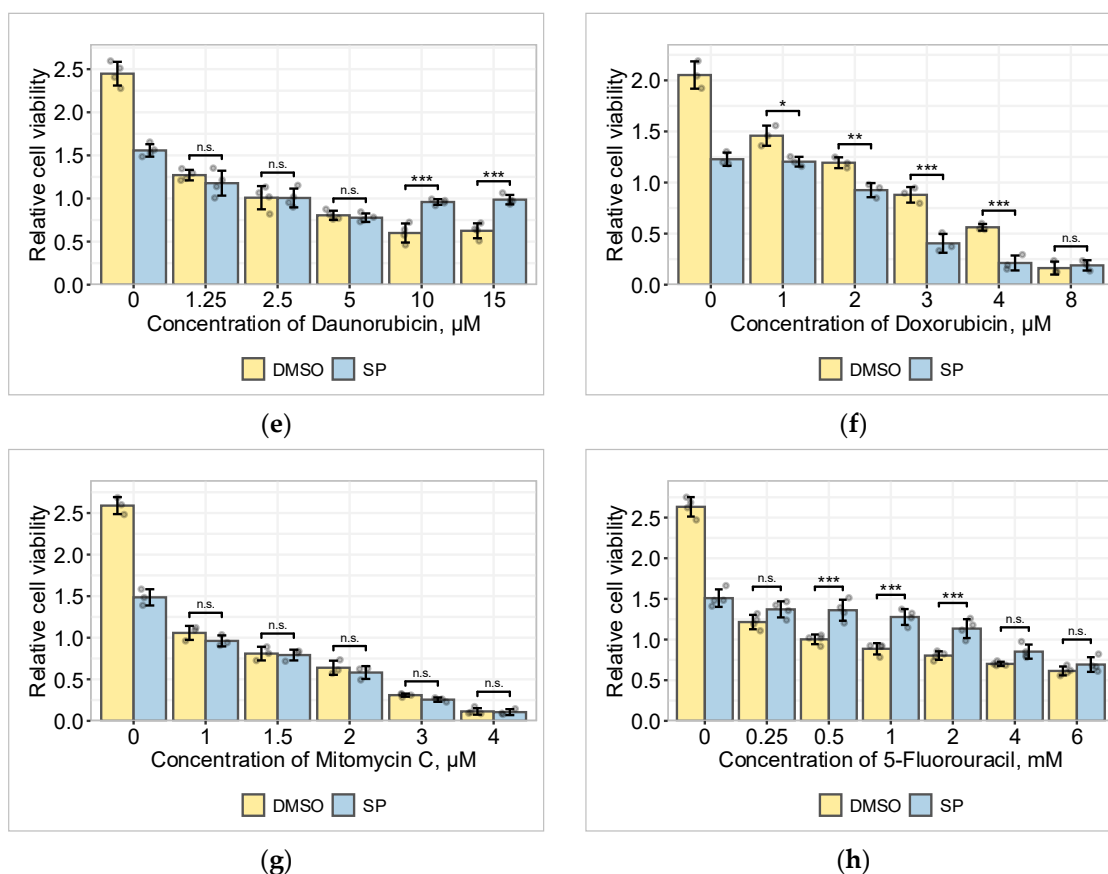 n.s.
n.s.
n.s.
***
***
2.5
2.0
1.5
1.0
0.5
0.0
Relative cell viability
0 1.25 2.5 5 10 15
Concentration of Daunorubicin, µM
DMSO SP
(e)
*
**
***
***
n.s.
2.0
1.5
1.0
0.5
0.0
Relative cell viability
0 1 2 3 4 8
Concentration of Doxorubicin, µM
DMSO SP
(f)
n.s.
n.s.
n.s.
n.s.
n.s.
2.5
2.0
1.5
1.0
0.5
0.0
Relative cell viability
0 1 1.5 2 3 4
Concentration of Mitomycin C, µM
DMSO SP
(g)
n.s.
***
***
***
n.s.
n.s.
2.5
2.0
1.5
1.0
0.5
0.0
Relative cell viability
0 0.25 0.5 1 2 4 6
Concentration of 5-Fluorouracil, mM
DMSO SP
(h)